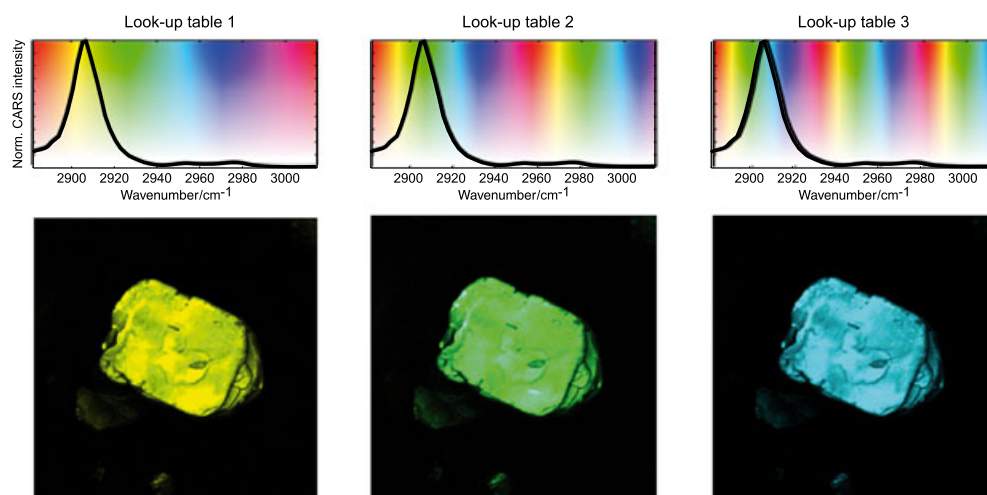 Look-up table 1
Look-up table 2
Look-up table 3
Norm. CARS intensity
2900 2920 2940 2960 2980 3000
Wavenumber/cm-1
2900 2920 2940 2960 2980 3000
Wavenumber/cm-1
2900 2920 2940 2960 2980 3000
Wavenumber/cm-1